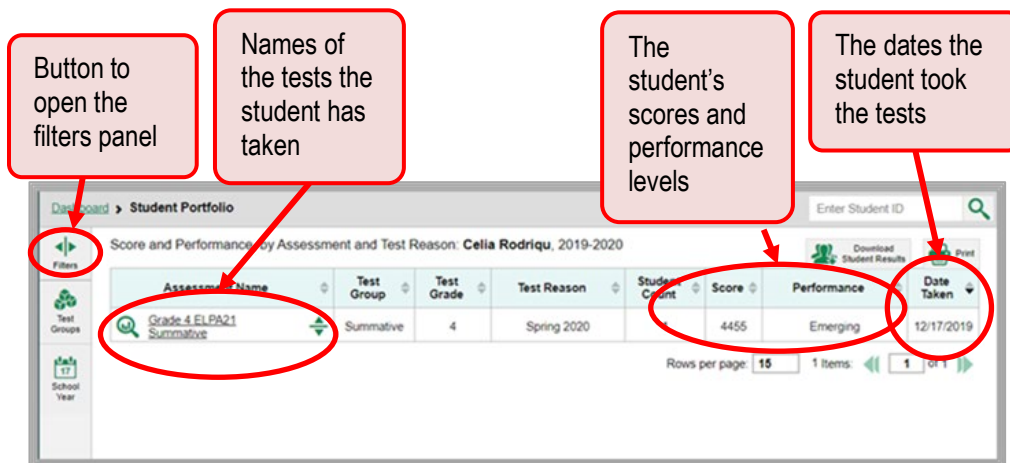 Button to
open the
filters panel
Names of
the tests the
student has
taken
The
student's
scores and
performance
levels
The dates the
student took
the tests
Dashboard > Student Portfolio
Enter Student ID
Filters
Score and Performance, by Assessment and Test Reason: Celia Rodriqu, 2019-2020
Download
Student Results
Print
Assessment Name
Test
Group
Test
Grade
Test Reason
Student
Count
Score
Performance
Date
Taken
Test
Groups
Grade 4 ELPA21
Summative
Summative
4
Spring 2020
4455
Emerging
12/17/2019
17
School
Year
Rows per page: 15
1 Items:
1 of 1